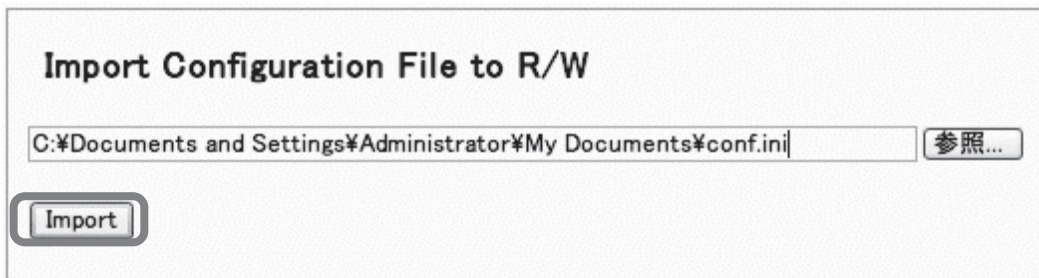 Import Configuration File to R/W
C:¥Documents and Settings¥Administrator¥My Documents¥conf.ini 参照...
Import